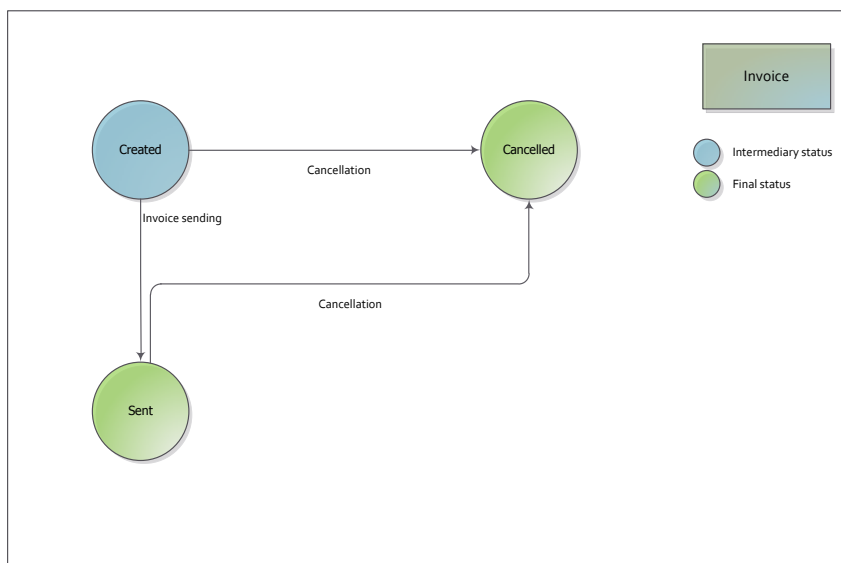 Invoice
Created
Cancelled
Cancellation
Intermediary status
Final status
Invoice sending
Cancellation
Sent